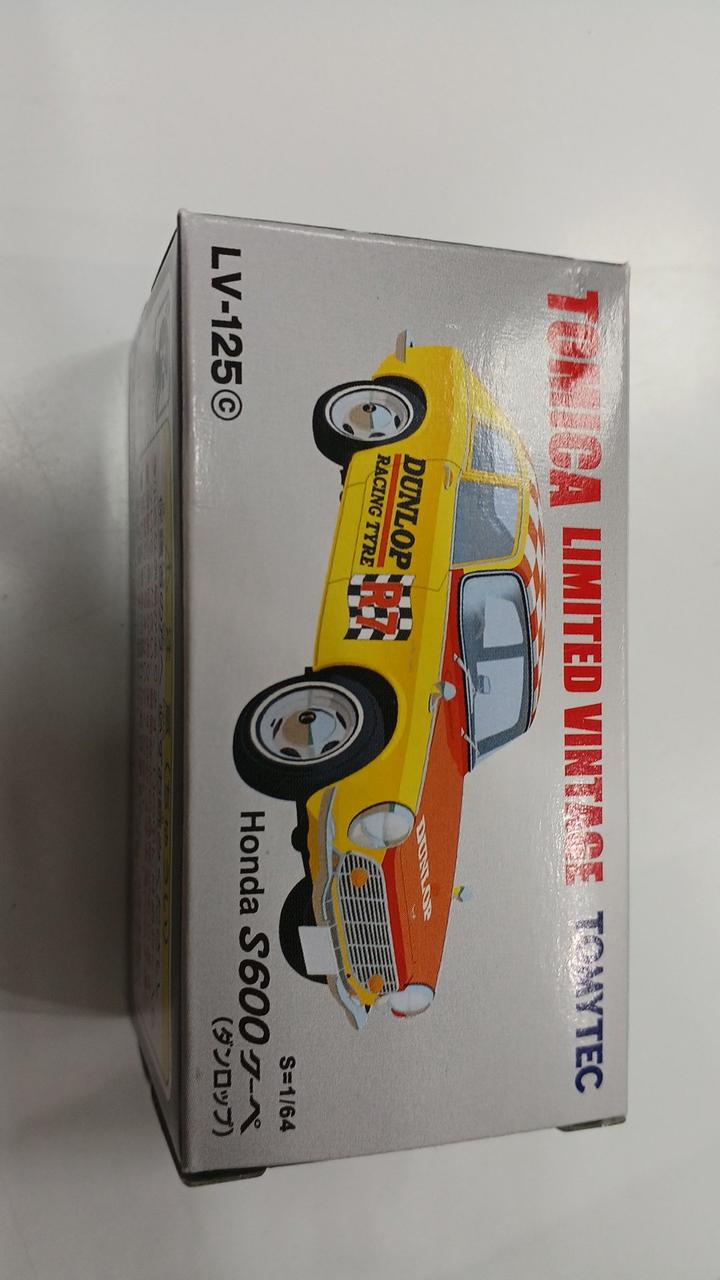 TOMICA LIMITED VINTAGE TOMYTEC
DUNLOP
RACING TYRE
R7
DUNLOP
S=1/64
LV-125ⓒ
Honda S600クーペ
(ダンロップ)